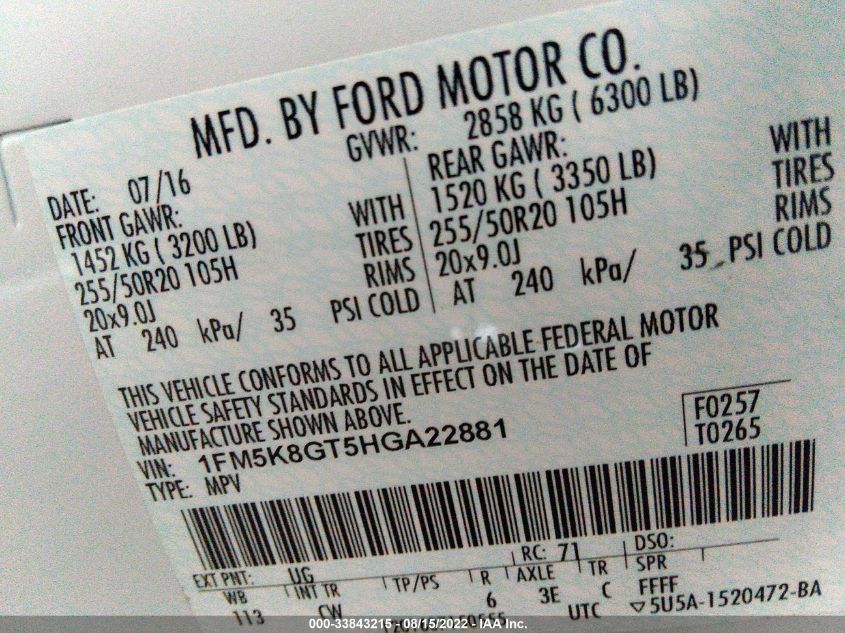 MFD. BY FORD MOTOR CO.
DATE: 07/16 GVWR: 2858 KG ( 6300 LB)
FRONT GAWR: REAR GAWR:
1452 KG ( 3200 LB) WITH 1520 KG ( 3350 LB) WITH
255/50R20 105H TIRES 255/50R20 105H TIRES
20x9.0J RIMS 20x9.0J RIMS
AT 240 kPa/ 35 PSI COLD AT 240 kPa/ 35 PSI COLD
THIS VEHICLE CONFORMS TO ALL APPLICABLE FEDERAL MOTOR
VEHICLE SAFETY STANDARDS IN EFFECT ON THE DATE OF
MANUFACTURE SHOWN ABOVE.
VIN: 1FM5K8GT5HGA22881
TYPE: MPV
F0257
T0265
EXT PNT: UG RC: 71 DSO:
WB INT TR TP/PS R AXLE TR SPR
113 CW 6 3E C FFFF
UTC ▽5U5A-1520472-BA
000-33843215 - 08/15/2022 - IAA Inc.